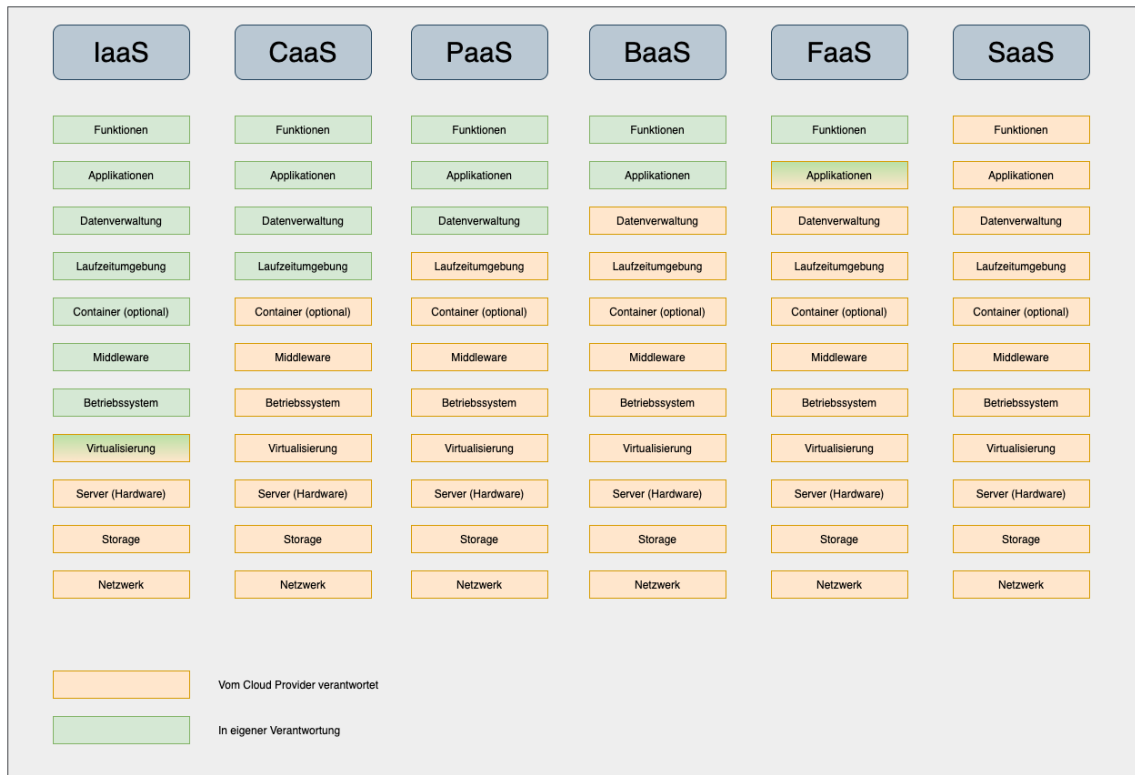 IaaS CaaS PaaS BaaS FaaS SaaS
Funktionen Funktionen Funktionen Funktionen Funktionen Funktionen
Applikationen Applikationen Applikationen Applikationen Applikationen Applikationen
Datenverwaltung Datenverwaltung Datenverwaltung Datenverwaltung Datenverwaltung Datenverwaltung
Laufzeitumgebung Laufzeitumgebung Laufzeitumgebung Laufzeitumgebung Laufzeitumgebung Laufzeitumgebung
Container (optional) Container (optional) Container (optional) Container (optional) Container (optional) Container (optional)
Middleware Middleware Middleware Middleware Middleware Middleware
Betriebssystem Betriebssystem Betriebssystem Betriebssystem Betriebssystem Betriebssystem
Virtualisierung Virtualisierung Virtualisierung Virtualisierung Virtualisierung Virtualisierung
Server (Hardware) Server (Hardware) Server (Hardware) Server (Hardware) Server (Hardware) Server (Hardware)
Storage Storage Storage Storage Storage Storage
Netzwerk Netzwerk Netzwerk Netzwerk Netzwerk Netzwerk
Vom Cloud Provider verantwortet
In eigener Verantwortung